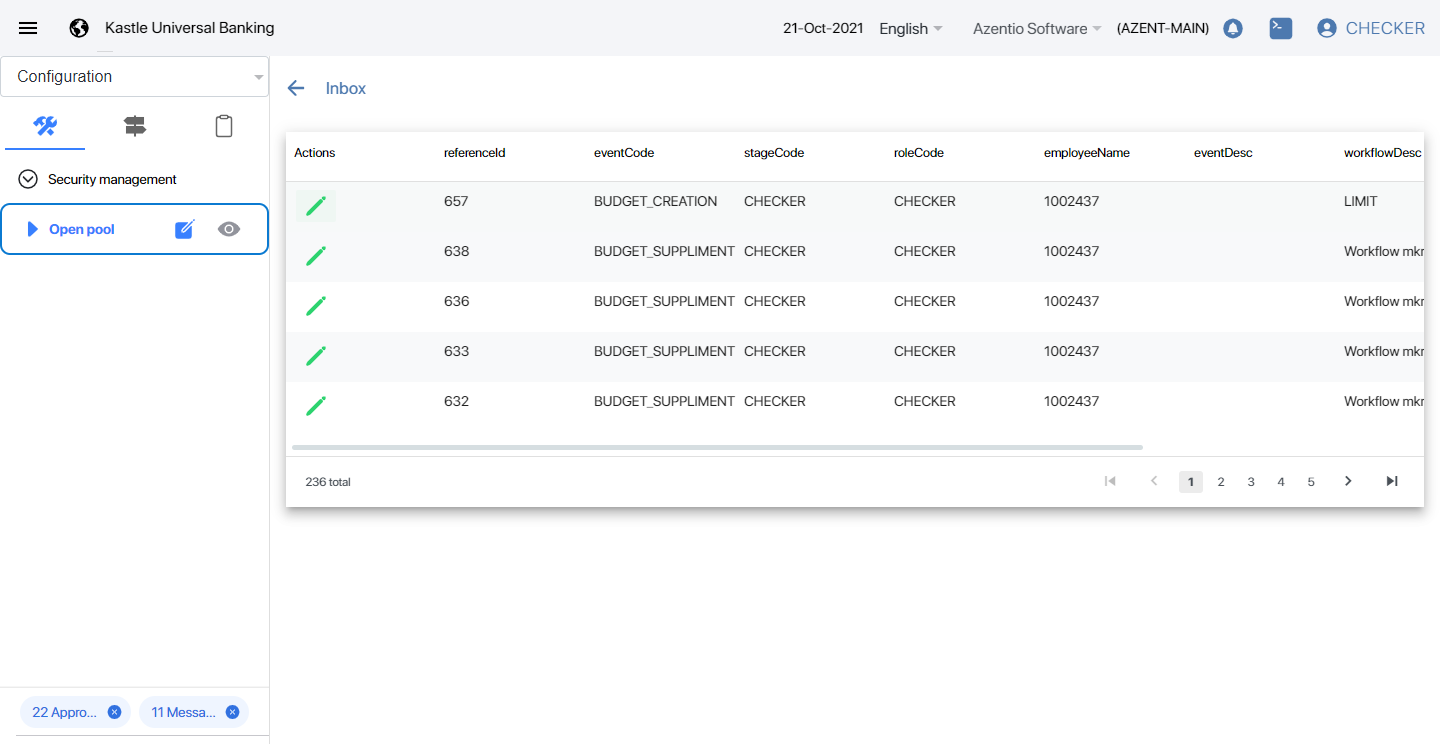 Kastle Universal Banking 21-Oct-2021 English Azentio Software (AZENT-MAIN) CHECKER
Configuration
Inbox
Security management
Open pool
Actions referenceId eventCode stageCode roleCode employeeName eventDesc workflowDesc
657 BUDGET_CREATION CHECKER CHECKER 1002437 LIMIT
638 BUDGET_SUPPLIMENT CHECKER CHECKER 1002437 Workflow mkr
636 BUDGET_SUPPLIMENT CHECKER CHECKER 1002437 Workflow mkr
633 BUDGET_SUPPLIMENT CHECKER CHECKER 1002437 Workflow mkr
632 BUDGET_SUPPLIMENT CHECKER CHECKER 1002437 Workflow mkr
236 total 1 2 3 4 5
22 Appro... 11 Messa...